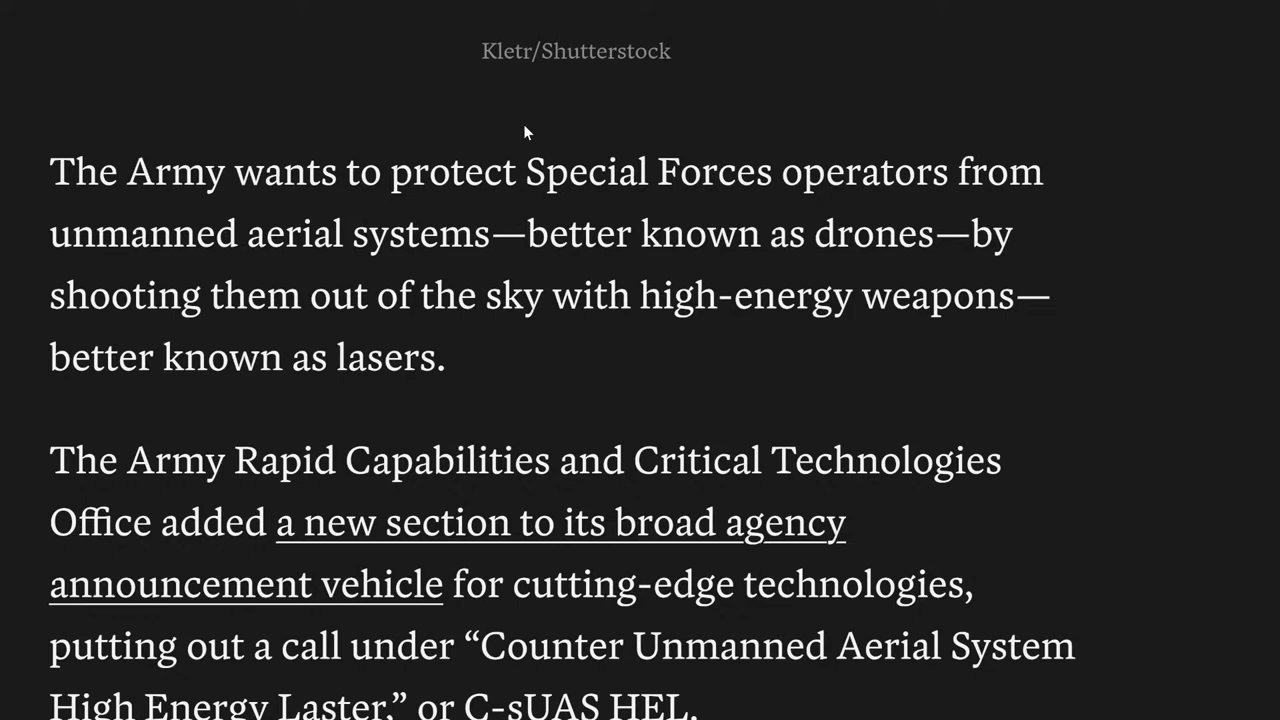 Kletr/Shutterstock
The Army wants to protect Special Forces operators from
unmanned aerial systems—better known as drones—by
shooting them out of the sky with high-energy weapons—
better known as lasers.
The Army Rapid Capabilities and Critical Technologies
Office added a new section to its broad agency
announcement vehicle for cutting-edge technologies,
putting out a call under “Counter Unmanned Aerial System
High Energy Laster,” or C-sUAS HEL.